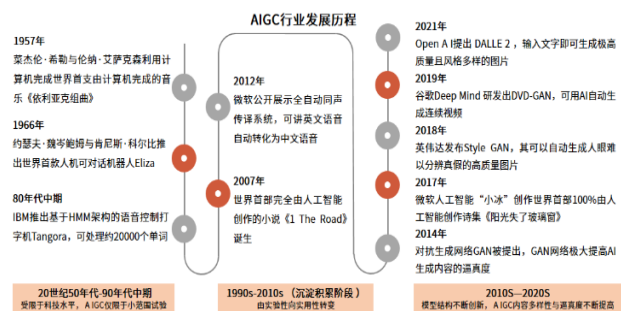 AIGC行业发展历程
1957年
莱杰伦·希勒与伦纳·艾萨克森利用计
算机完成世界首支由计算机完成的音
乐《依利亚克组曲》
1966年
约瑟夫·魏岑鲍姆与肯尼斯·科尔比推
出世界首款人机可对话机器人Eliza
80年代中期
IBM推出基于HMM架构的语音控制打
字机Tangora，可处理约20000个单词
20世纪50年代-90年代中期
受限于科技水平，AIGC仅限于小范围试验
2012年
微软公开展示全自动同声
传译系统，可讲英文语音
自动转化为中文语音
2007年
世界首部完全由人工智能
创作的小说《1 The Road》
诞生
1990s-2010s（沉淀积累阶段）
由实验性向实用性转变
2021年
Open A I提出 DALLE 2，输入文字即可生成极高
质量且风格多样的图片
2019年
谷歌Deep Mind 研发出DVD-GAN，可用AI自动生
成连续视频
2018年
英伟达发布Style GAN，其可以自动生成人眼难
以分辨真假的高质量图片
2017年
微软人工智能“小冰”创作世界首部100%由人
工智能创作诗集《阳光失了玻璃窗》
2014年
对抗生成网络GAN被提出，GAN网络极大提高AI
生成内容的逼真度
2010S—2020S
模型结构不断创新，AIGC内容多样性与逼真度不断提高